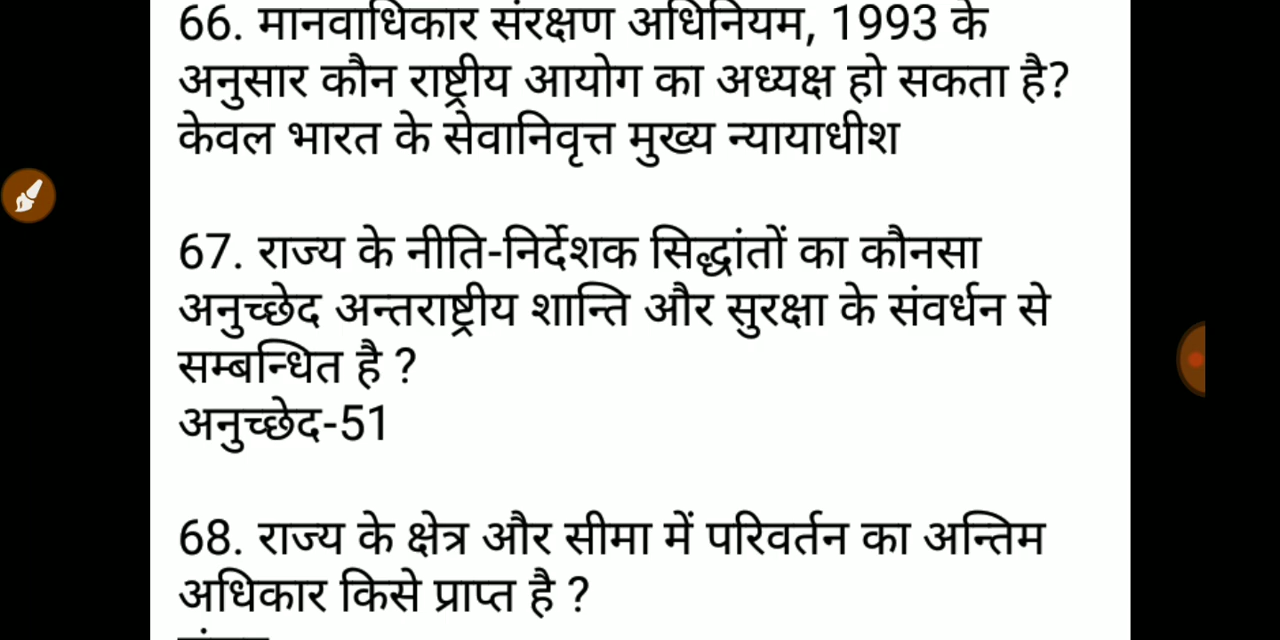 66. मानवाधिकार संरक्षण अधिनियम, 1993 के
अनुसार कौन राष्ट्रीय आयोग का अध्यक्ष हो सकता है?
केवल भारत के सेवानिवृत्त मुख्य न्यायाधीश
67. राज्य के नीति-निर्देशक सिद्धांतों का कौनसा
अनुच्छेद अन्तराष्ट्रीय शान्ति और सुरक्षा के संवर्धन से
सम्बन्धित है ?
अनुच्छेद-51
68. राज्य के क्षेत्र और सीमा में परिवर्तन का अन्तिम
अधिकार किसे प्राप्त है ?